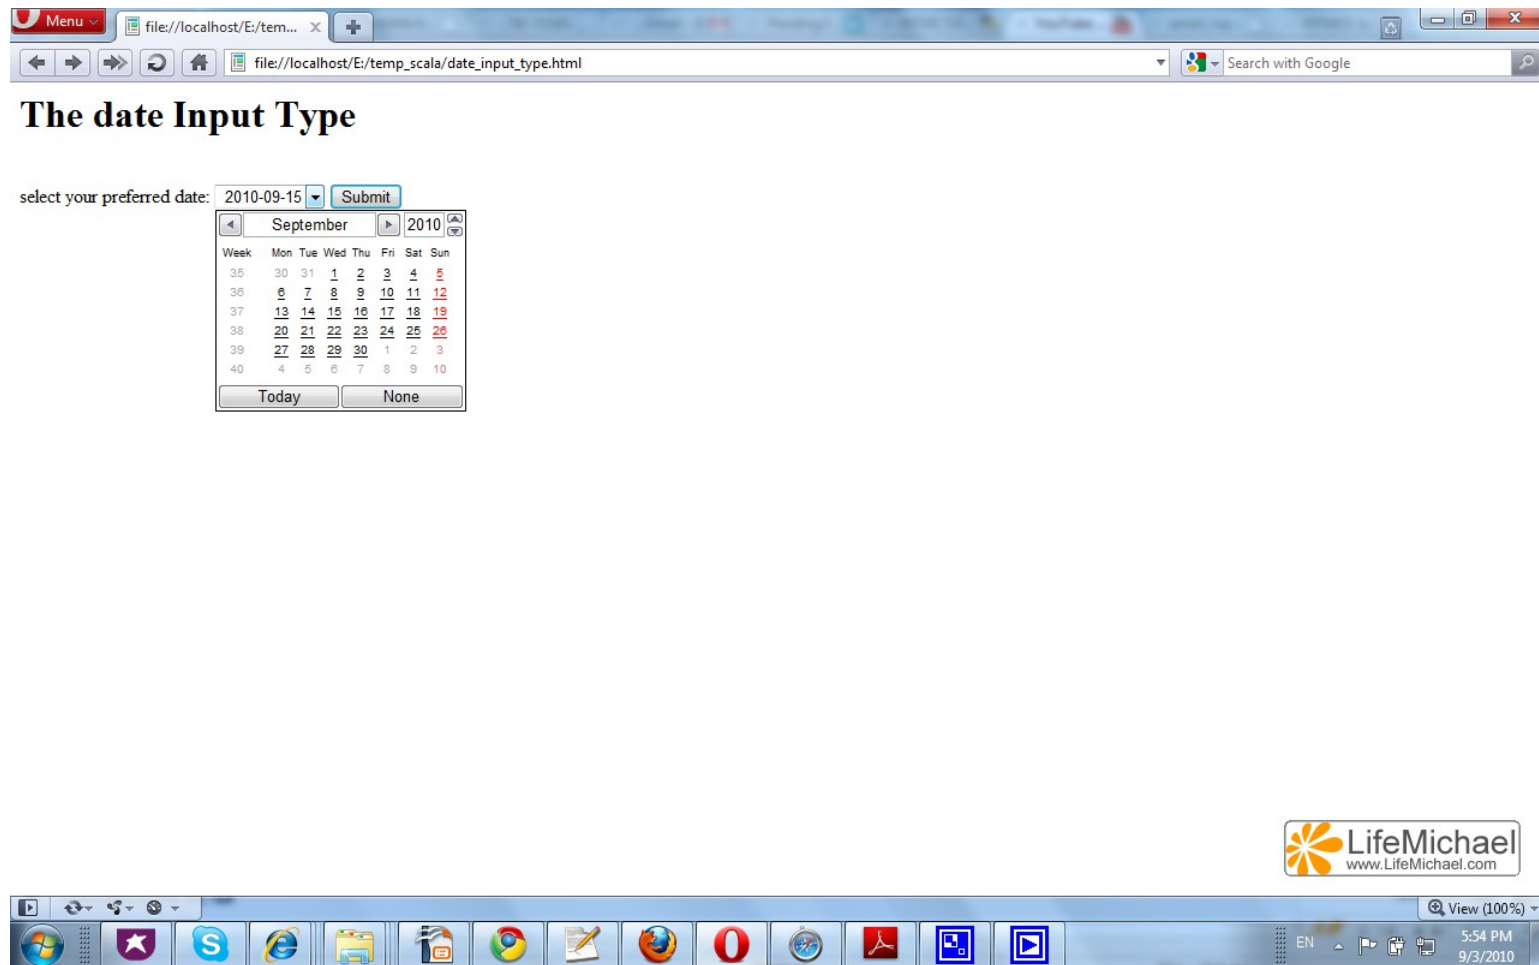 Menu
file://localhost/E:/tem...
file://localhost/E:/temp_scala/date_input_type.html
Search with Google
The date Input Type
select your preferred date: 2010-09-15 Submit
September 2010
Week Mon Tue Wed Thu Fri Sat Sun
35 30 31 1 2 3 4 5
36 6 7 8 9 10 11 12
37 13 14 15 16 17 18 19
38 20 21 22 23 24 25 26
39 27 28 29 30 1 2 3
40 4 5 6 7 8 9 10
Today None
LifeMichael
www.LifeMichael.com
View (100%)
EN
5:54 PM
9/3/2010